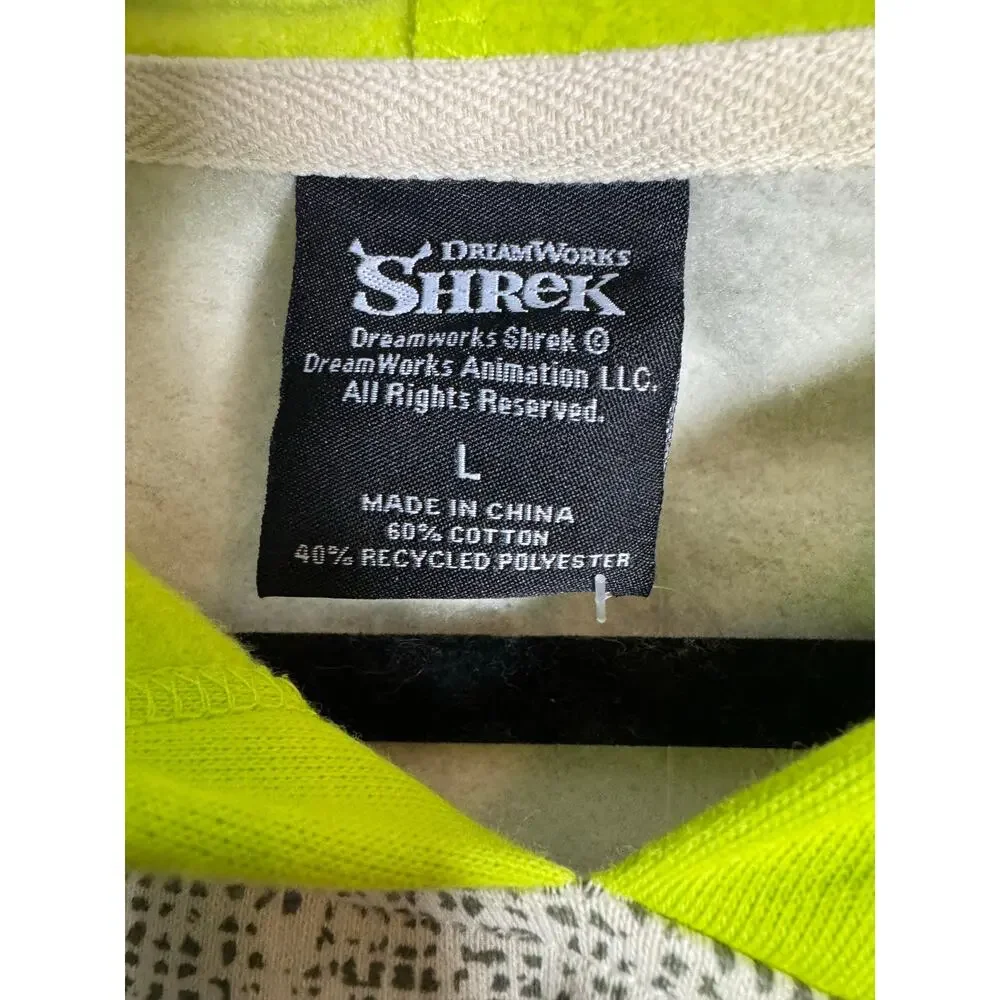 DREAMWORKS
SHREK
Dreamworks Shrek ©
DreamWorks Animation LLC.
All Rights Reserved.
L
MADE IN CHINA
60% COTTON
40% RECYCLED POLYESTER